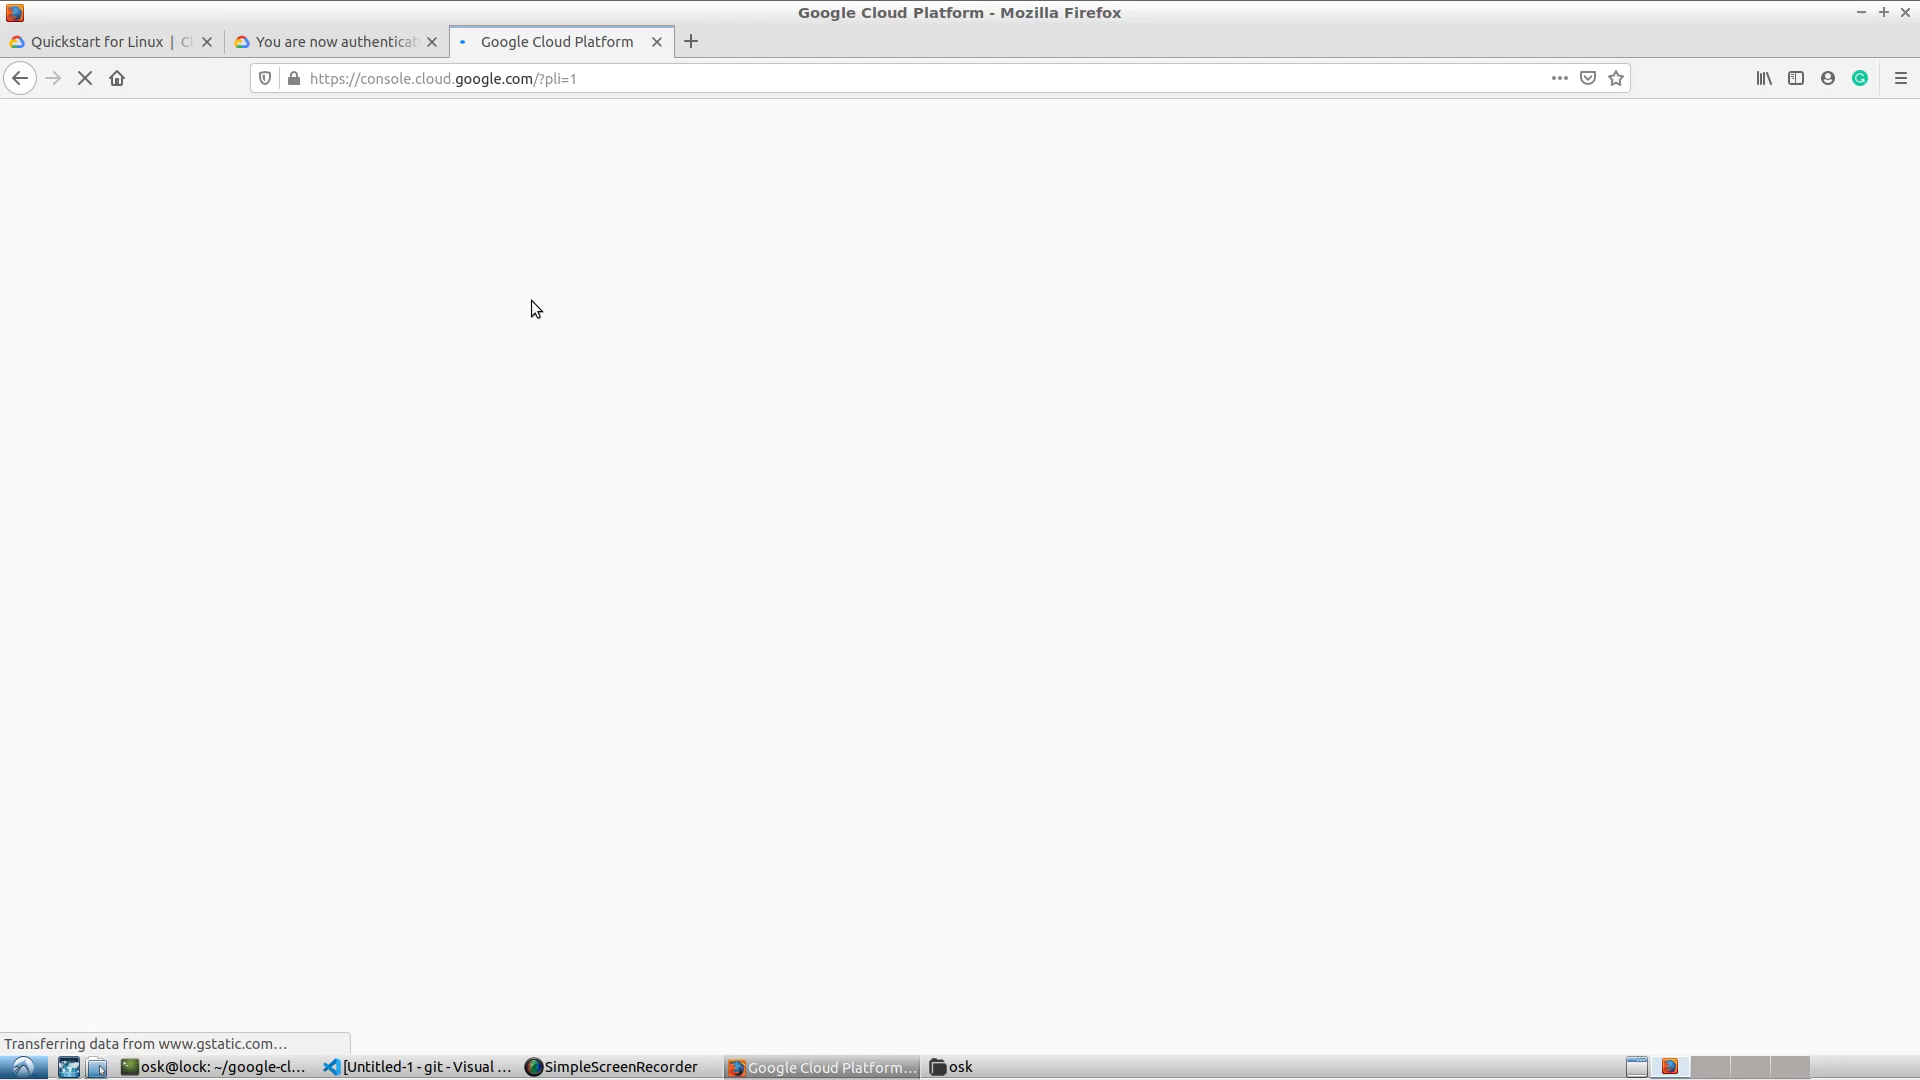 Google Cloud Platform - Mozilla Firefox
Quickstart for Linux | Cl
You are now authenticat
Google Cloud Platform
https://console.cloud.google.com/?pli=1
Transferring data from www.gstatic.com…
osk@lock: ~/google-cl...
[Untitled-1 - git - Visual ...
SimpleScreenRecorder
Google Cloud Platform...
osk